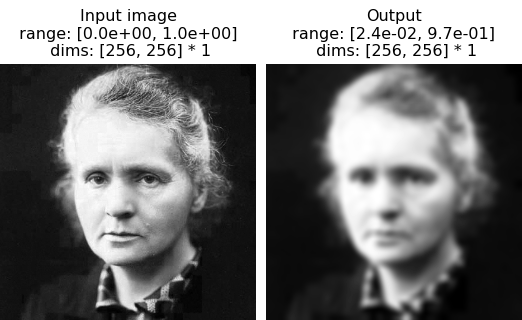 Input image
range: [0.0e+00, 1.0e+00]
dims: [256, 256] * 1
Output
range: [2.4e-02, 9.7e-01]
dims: [256, 256] * 1